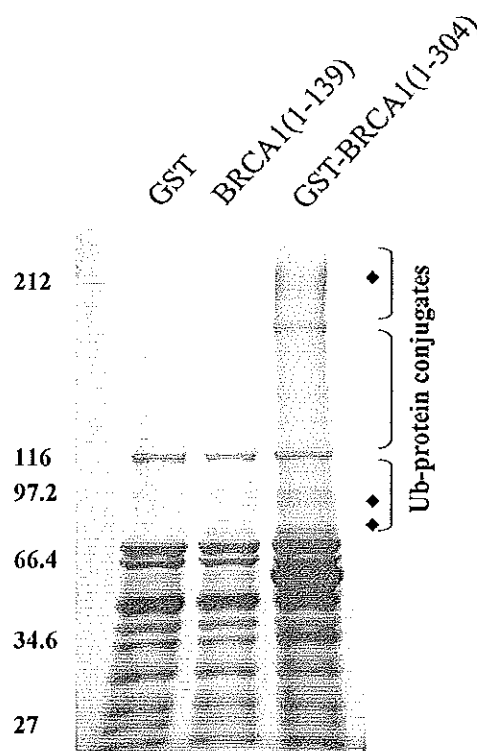 GST
BRCA1(1-139)
GST-BRCA1(1-304)
212
116
97.2
66.4
34.6
27
Ub-protein conjugates